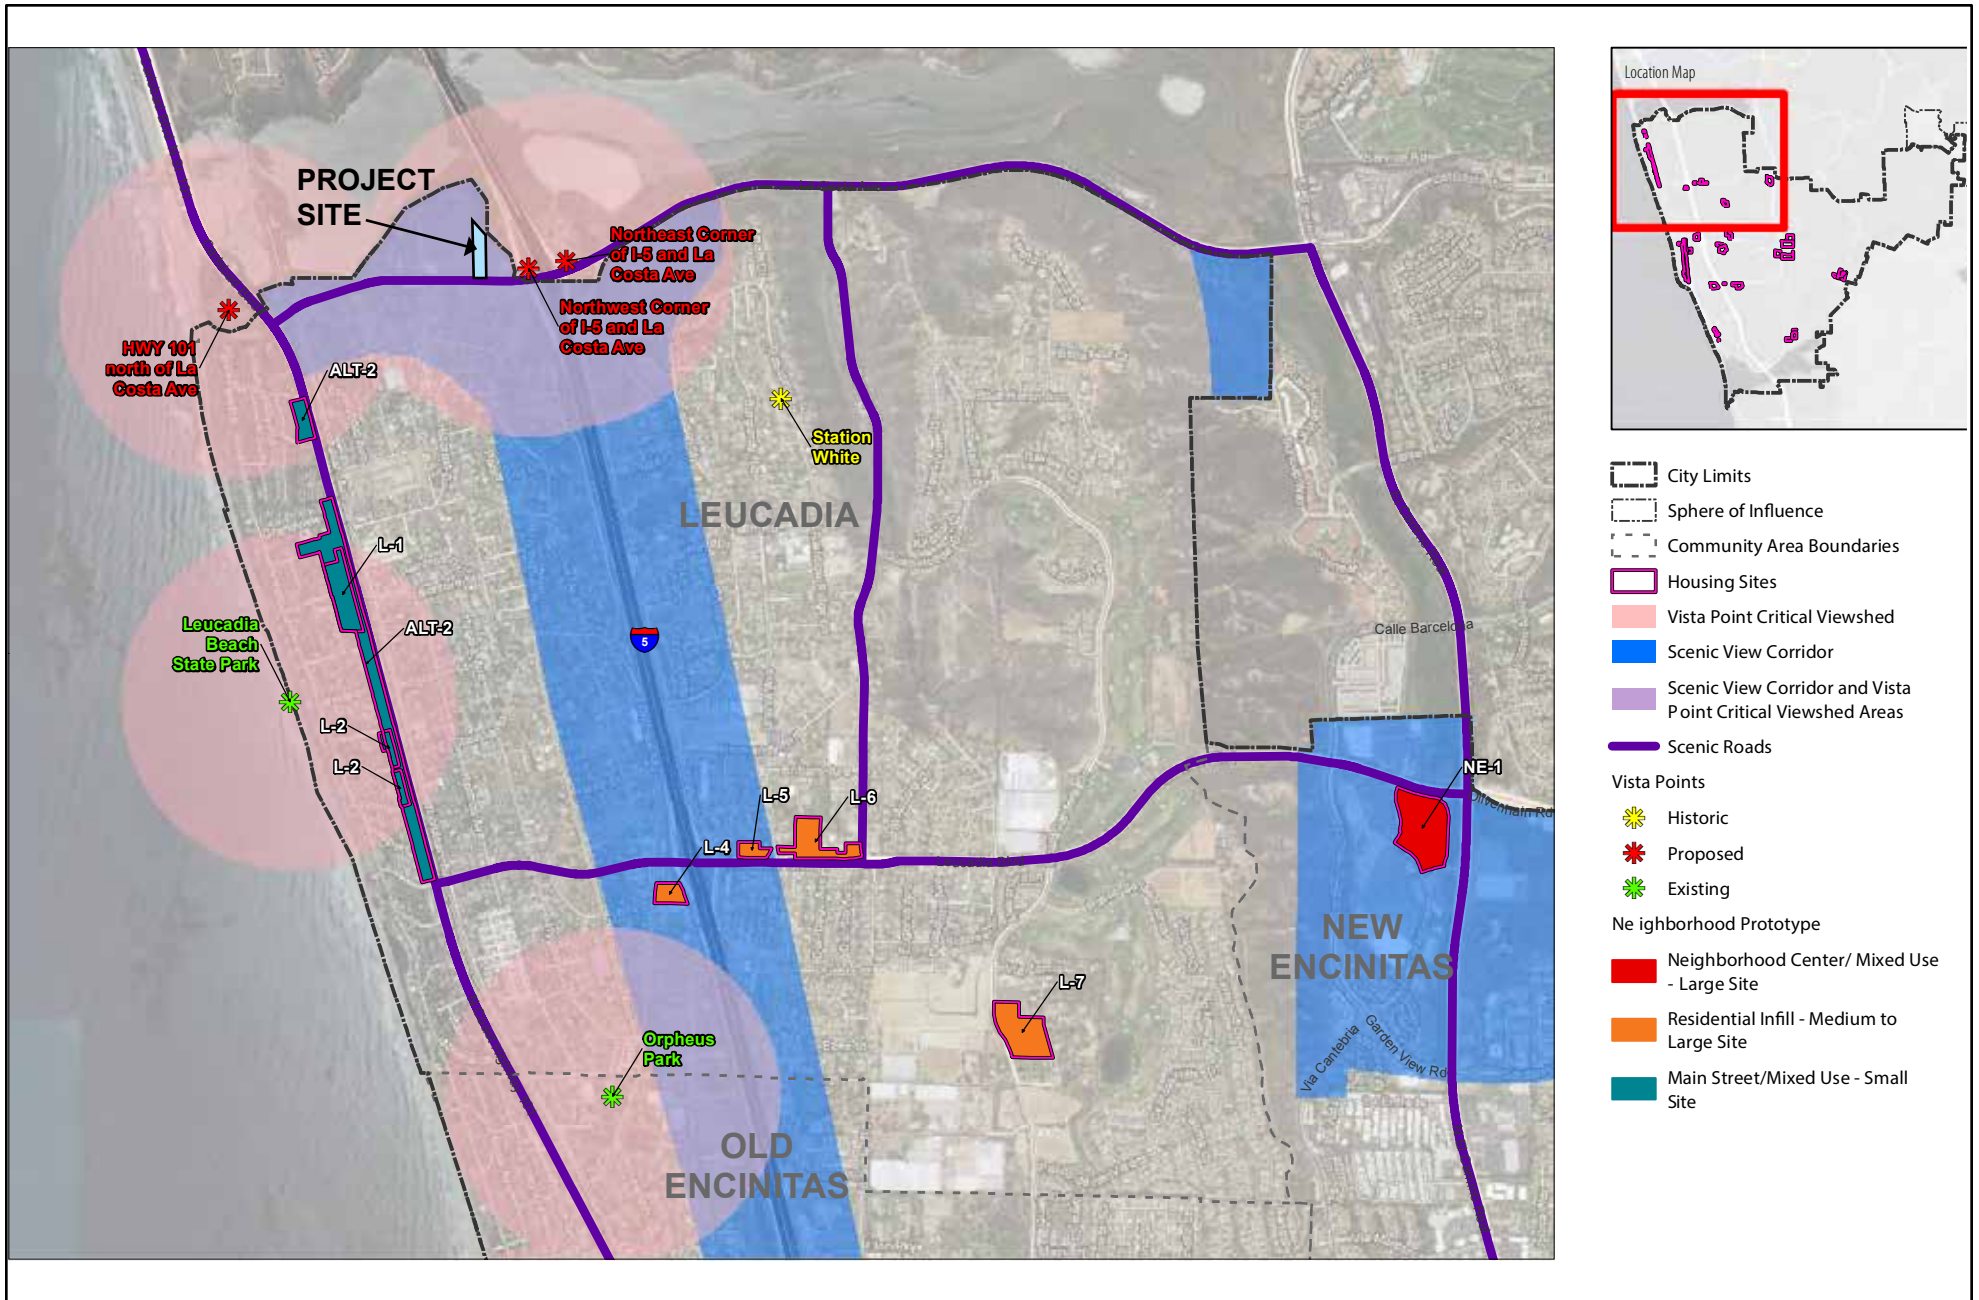 PROJECT
SITE
Northeast Corner
of I-5 and La
Costa Ave
Northwest Corner
of I-5 and La
Costa Ave
HWY 101
north of La
Costa Ave
ALT-2
Station
White
LEUCADIA
L-1
ALT-2
Leucadia
Beach
State Park
5
Calle Barcelona
L-2
L-2
L-5
L-6
L-4
NE-1
Olivenhain Rd
Leucadia Blvd
NEW
ENCINITAS
L-7
Orpheus
Park
Via Cantebria
Garden View Rd
OLD
ENCINITAS
Location Map
City Limits
Sphere of Influence
Community Area Boundaries
Housing Sites
Vista Point Critical Viewshed
Scenic View Corridor
Scenic View Corridor and Vista
Point Critical Viewshed Areas
Scenic Roads
Vista Points
Historic
Proposed
Existing
Ne ighborhood Prototype
Neighborhood Center/ Mixed Use
- Large Site
Residential Infill - Medium to
Large Site
Main Street/Mixed Use - Small
Site